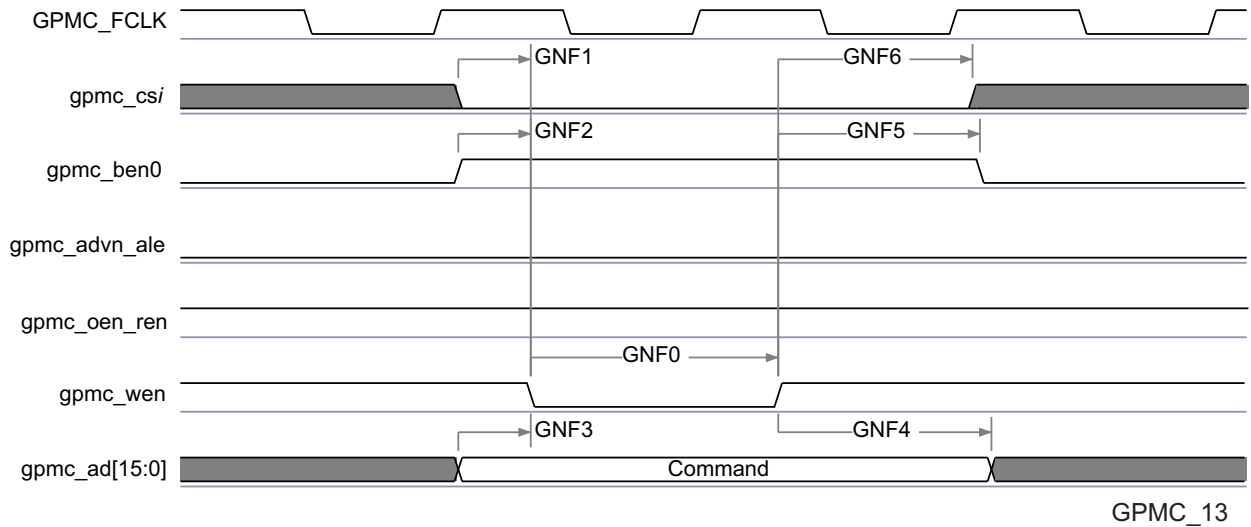 GPMC_FCLK
GNF1
GNF6
gpmc_csi
GNF2
GNF5
gpmc_ben0
gpmc_advn_ale
gpmc_oen_ren
GNF0
gpmc_wen
GNF3
GNF4
gpmc_ad[15:0]
Command
GPMC_13